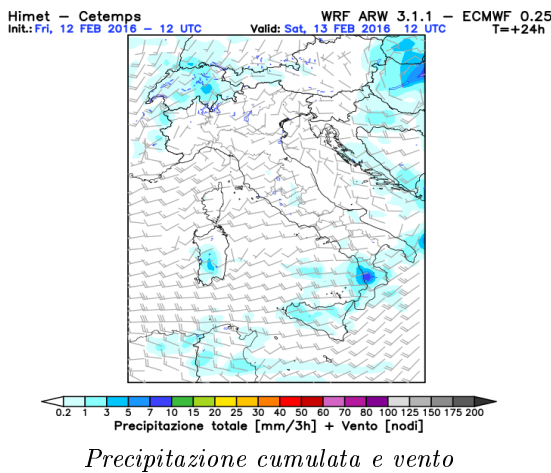 Himet – Cetemps WRF ARW 3.1.1 – ECMWF 0.25
Init.: Fri, 12 FEB 2016 – 12 UTC Valid: Sat, 13 FEB 2016 12 UTC T=+24h
0.2 1 3 5 7 10 15 20 25 30 40 50 60 70 80 100 125 150 175 200
Precipitazione totale [mm/3h] + Vento [nodi]
Precipitazione cumulata e vento